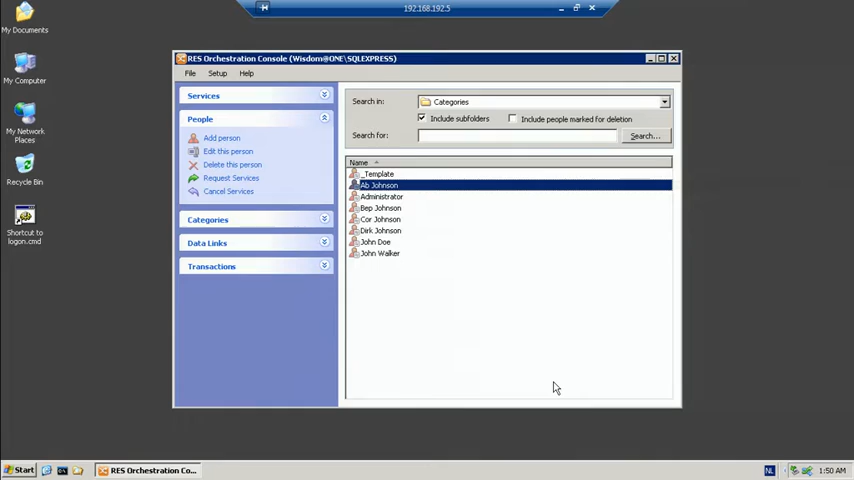 192.168.192.5
My Documents
My Computer
My Network
Places
Recycle Bin
Shortcut to
logon.cmd
RES Orchestration Console (Wisdom@ONE\SQLEXPRESS)
File Setup Help
Services
People
Add person
Edit this person
Delete this person
Request Services
Cancel Services
Categories
Data Links
Transactions
Search in: Categories
Include subfolders Include people marked for deletion
Search for: Search...
Name
_Template
Ab Johnson
Administrator
Bep Johnson
Cor Johnson
Dirk Johnson
John Doe
John Walker
Start RES Orchestration Co... NL 1:50 AM